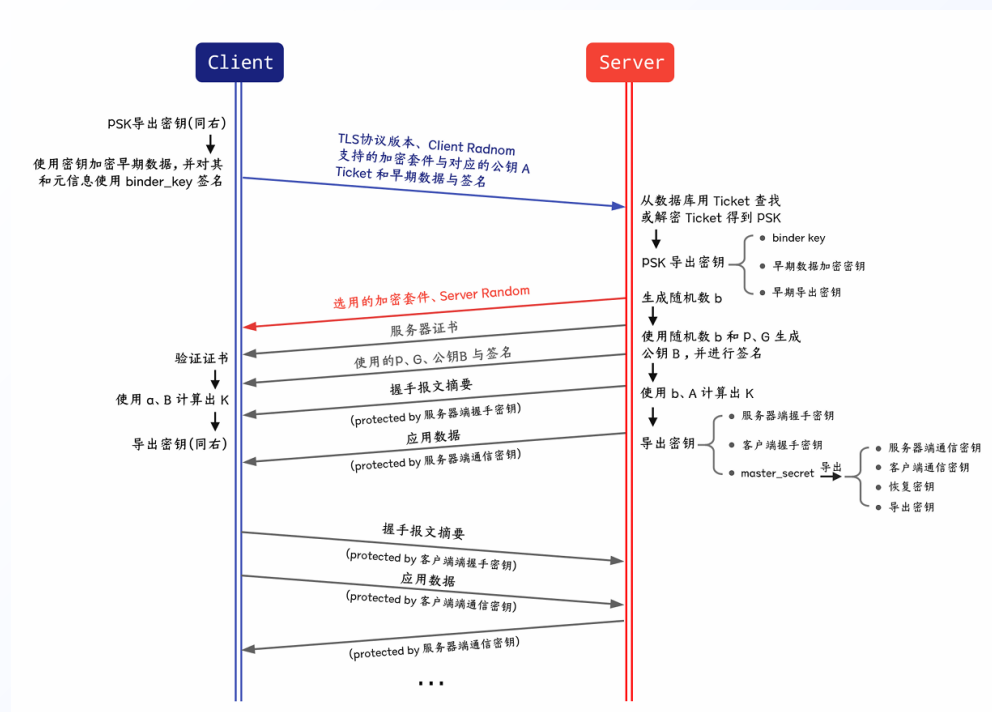 Client
Server
PSK导出密钥(同右)
使用密钥加密早期数据,并对其
和元信息使用 binder_key 签名
TLS协议版本、Client Radnom
支持的加密套件与对应的公钥 A
Ticket 和早期数据与签名
从数据库用 Ticket 查找
或解密 Ticket 得到 PSK
PSK 导出密钥
binder key
早期数据加密密钥
早期导出密钥
选用的加密套件、Server Random
生成随机数 b
服务器证书
使用随机数 b 和 p、G 生成
公钥 B ,并进行签名
验证证书
使用的p、G、公钥B 与签名
使用 a、B 计算出 K
握手报文摘要
(protected by 服务器端握手密钥)
使用 b、A 计算出 K
导出密钥(同右)
应用数据
(protected by 服务器端通信密钥)
导出密钥
服务器端握手密钥
客户端握手密钥
master_secret
导出
服务器端通信密钥
客户端通信密钥
恢复密钥
导出密钥
握手报文摘要
(protected by 客户端端握手密钥)
应用数据
(protected by 客户端端通信密钥)
(protected by 服务器端通信密钥)
...